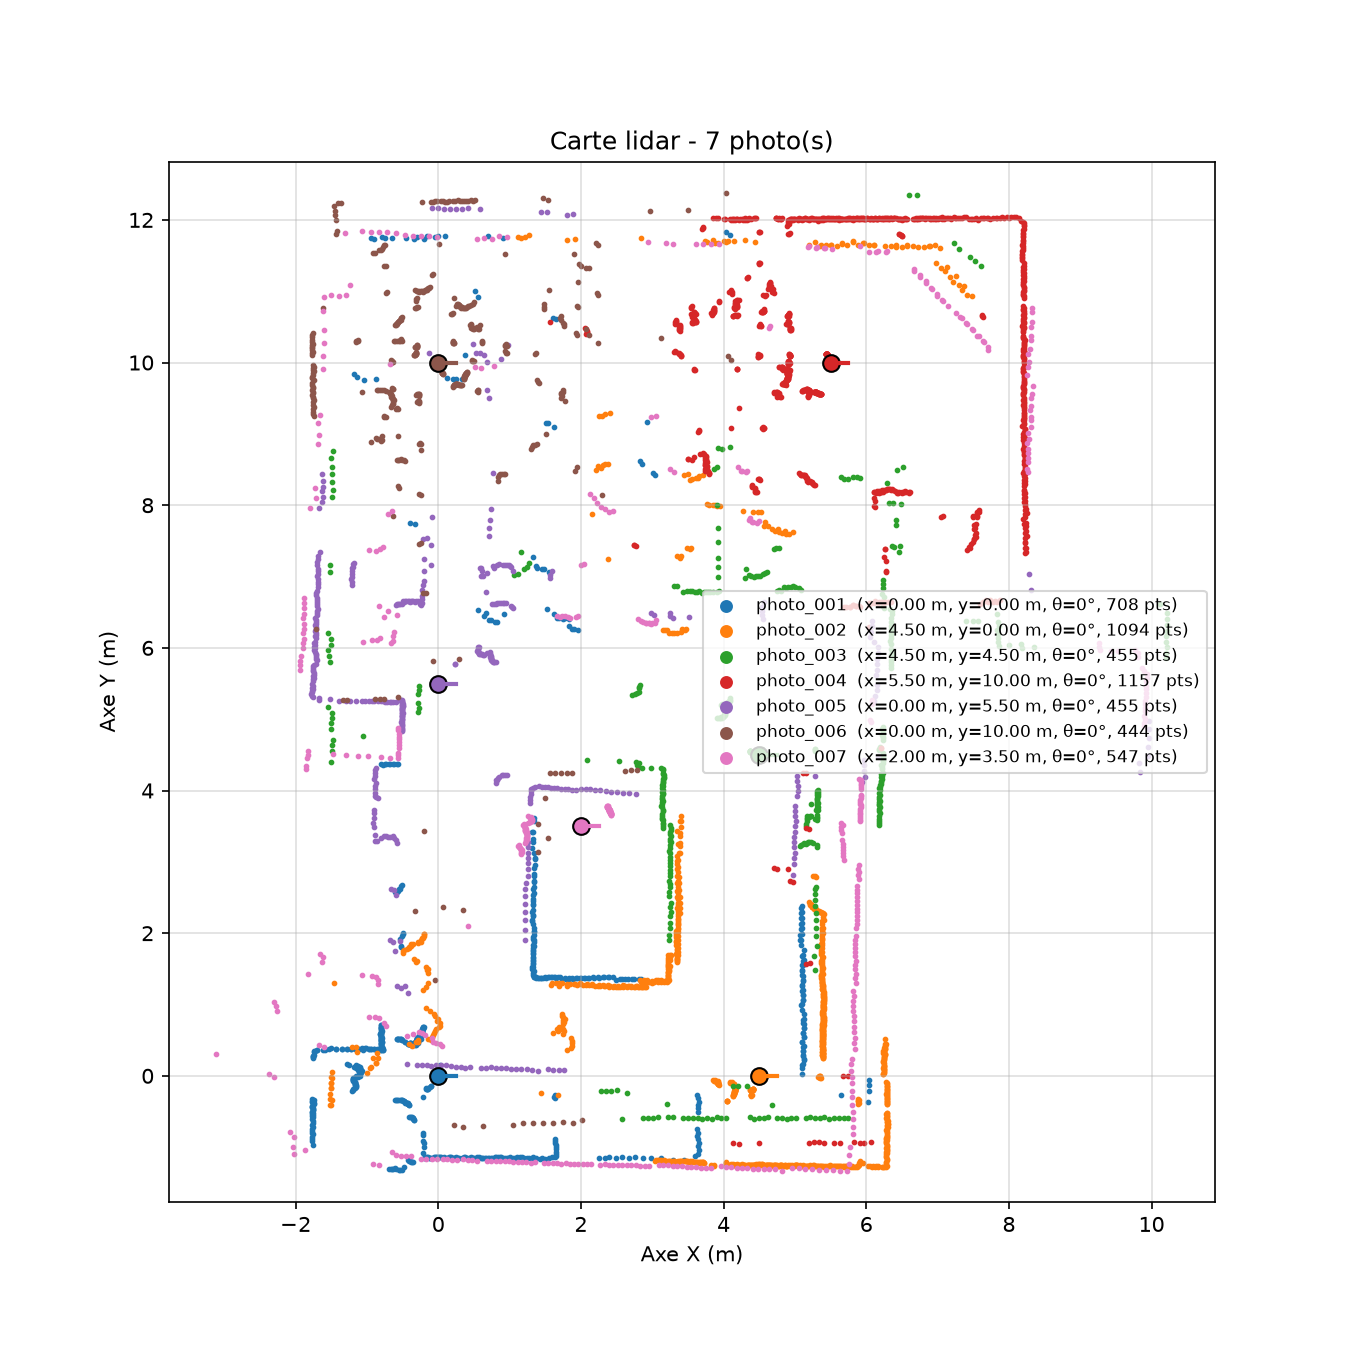 Carte lidar - 7 photo(s)
12
10
8
6
4
2
0
Axe Y (m)
photo_001 (x=0.00 m, y=0.00 m, θ=0°, 708 pts)
photo_002 (x=4.50 m, y=0.00 m, θ=0°, 1094 pts)
photo_003 (x=4.50 m, y=4.50 m, θ=0°, 455 pts)
photo_004 (x=5.50 m, y=10.00 m, θ=0°, 1157 pts)
photo_005 (x=0.00 m, y=5.50 m, θ=0°, 455 pts)
photo_006 (x=0.00 m, y=10.00 m, θ=0°, 444 pts)
photo_007 (x=2.00 m, y=3.50 m, θ=0°, 547 pts)
−2 0 2 4 6 8 10
Axe X (m)